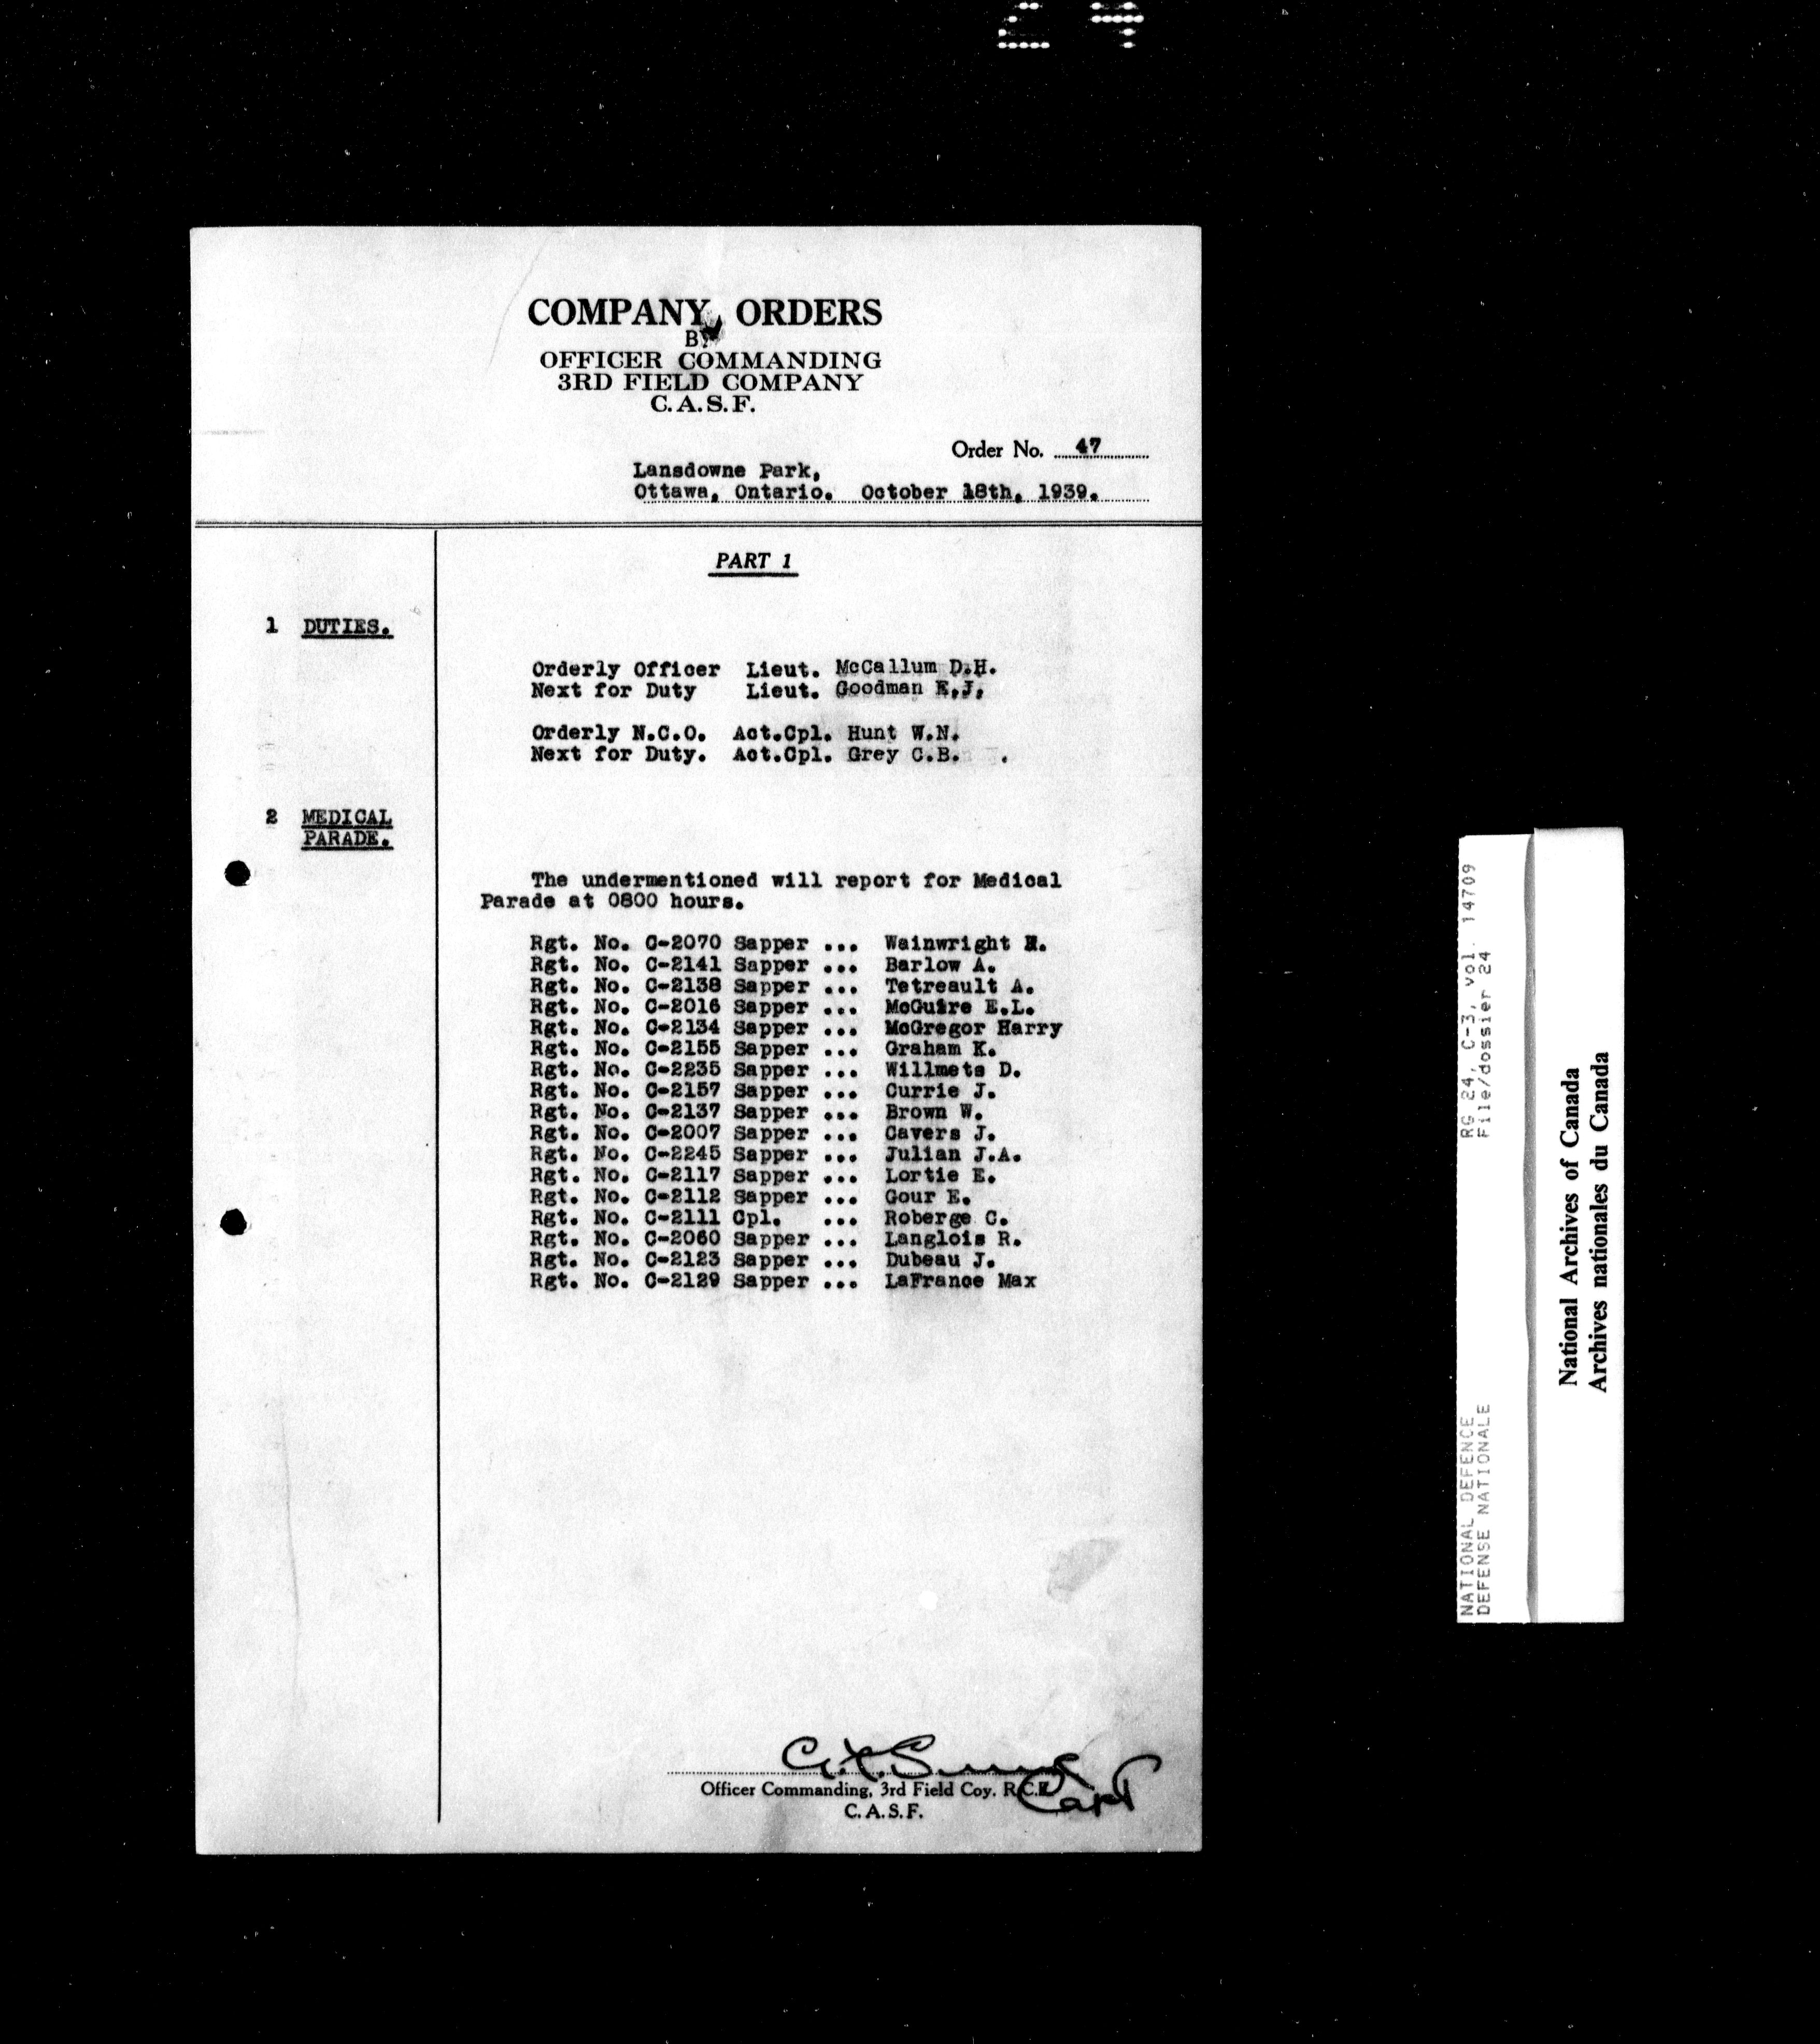 COMPANY ORDERS
BY
OFFICER COMMANDING
3RD FIELD COMPANY
C.A.S.F.
Order No. 47
Lansdowne Park,
Ottawa, Ontario. October 18th, 1939.
PART 1
1 DUTIES.
Orderly Officer Lieut. McCallum D.H.
Next for Duty Lieut. Goodman E.J.
Orderly N.C.O. Act.Cpl. Hunt W.N.
Next for Duty. Act.Cpl. Grey C.B.
2 MEDICAL
PARADE.
The undermentioned will report for Medical
Parade at 0800 hours.
Rgt. No. C-2070 Sapper ... Wainwright H.
Rgt. No. C-2141 Sapper ... Barlow A.
Rgt. No. C-2138 Sapper ... Tetreault A.
Rgt. No. C-2016 Sapper ... McGuire E.L.
Rgt. No. C-2134 Sapper ... McGregor Harry
Rgt. No. C-2155 Sapper ... Graham K.
Rgt. No. C-2235 Sapper ... Willmets D.
Rgt. No. C-2157 Sapper ... Currie J.
Rgt. No. C-2137 Sapper ... Brown W.
Rgt. No. C-2007 Sapper ... Cavers J.
Rgt. No. C-2245 Sapper ... Julian J.A.
Rgt. No. C-2117 Sapper ... Lortie E.
Rgt. No. C-2112 Sapper ... Gour E.
Rgt. No. C-2111 Cpl. ... Roberge C.
Rgt. No. C-2060 Sapper ... Langlois R.
Rgt. No. C-2123 Sapper ... Dubeau J.
Rgt. No. C-2129 Sapper ... LaFrance Max
Capt
Officer Commanding, 3rd Field Coy. R.C.E.
C.A.S.F.
NATIONAL DEFENCE RG 24, C-3, vol. 14709
DEFENSE NATIONALE File/dossier 24
National Archives of Canada
Archives nationales du Canada